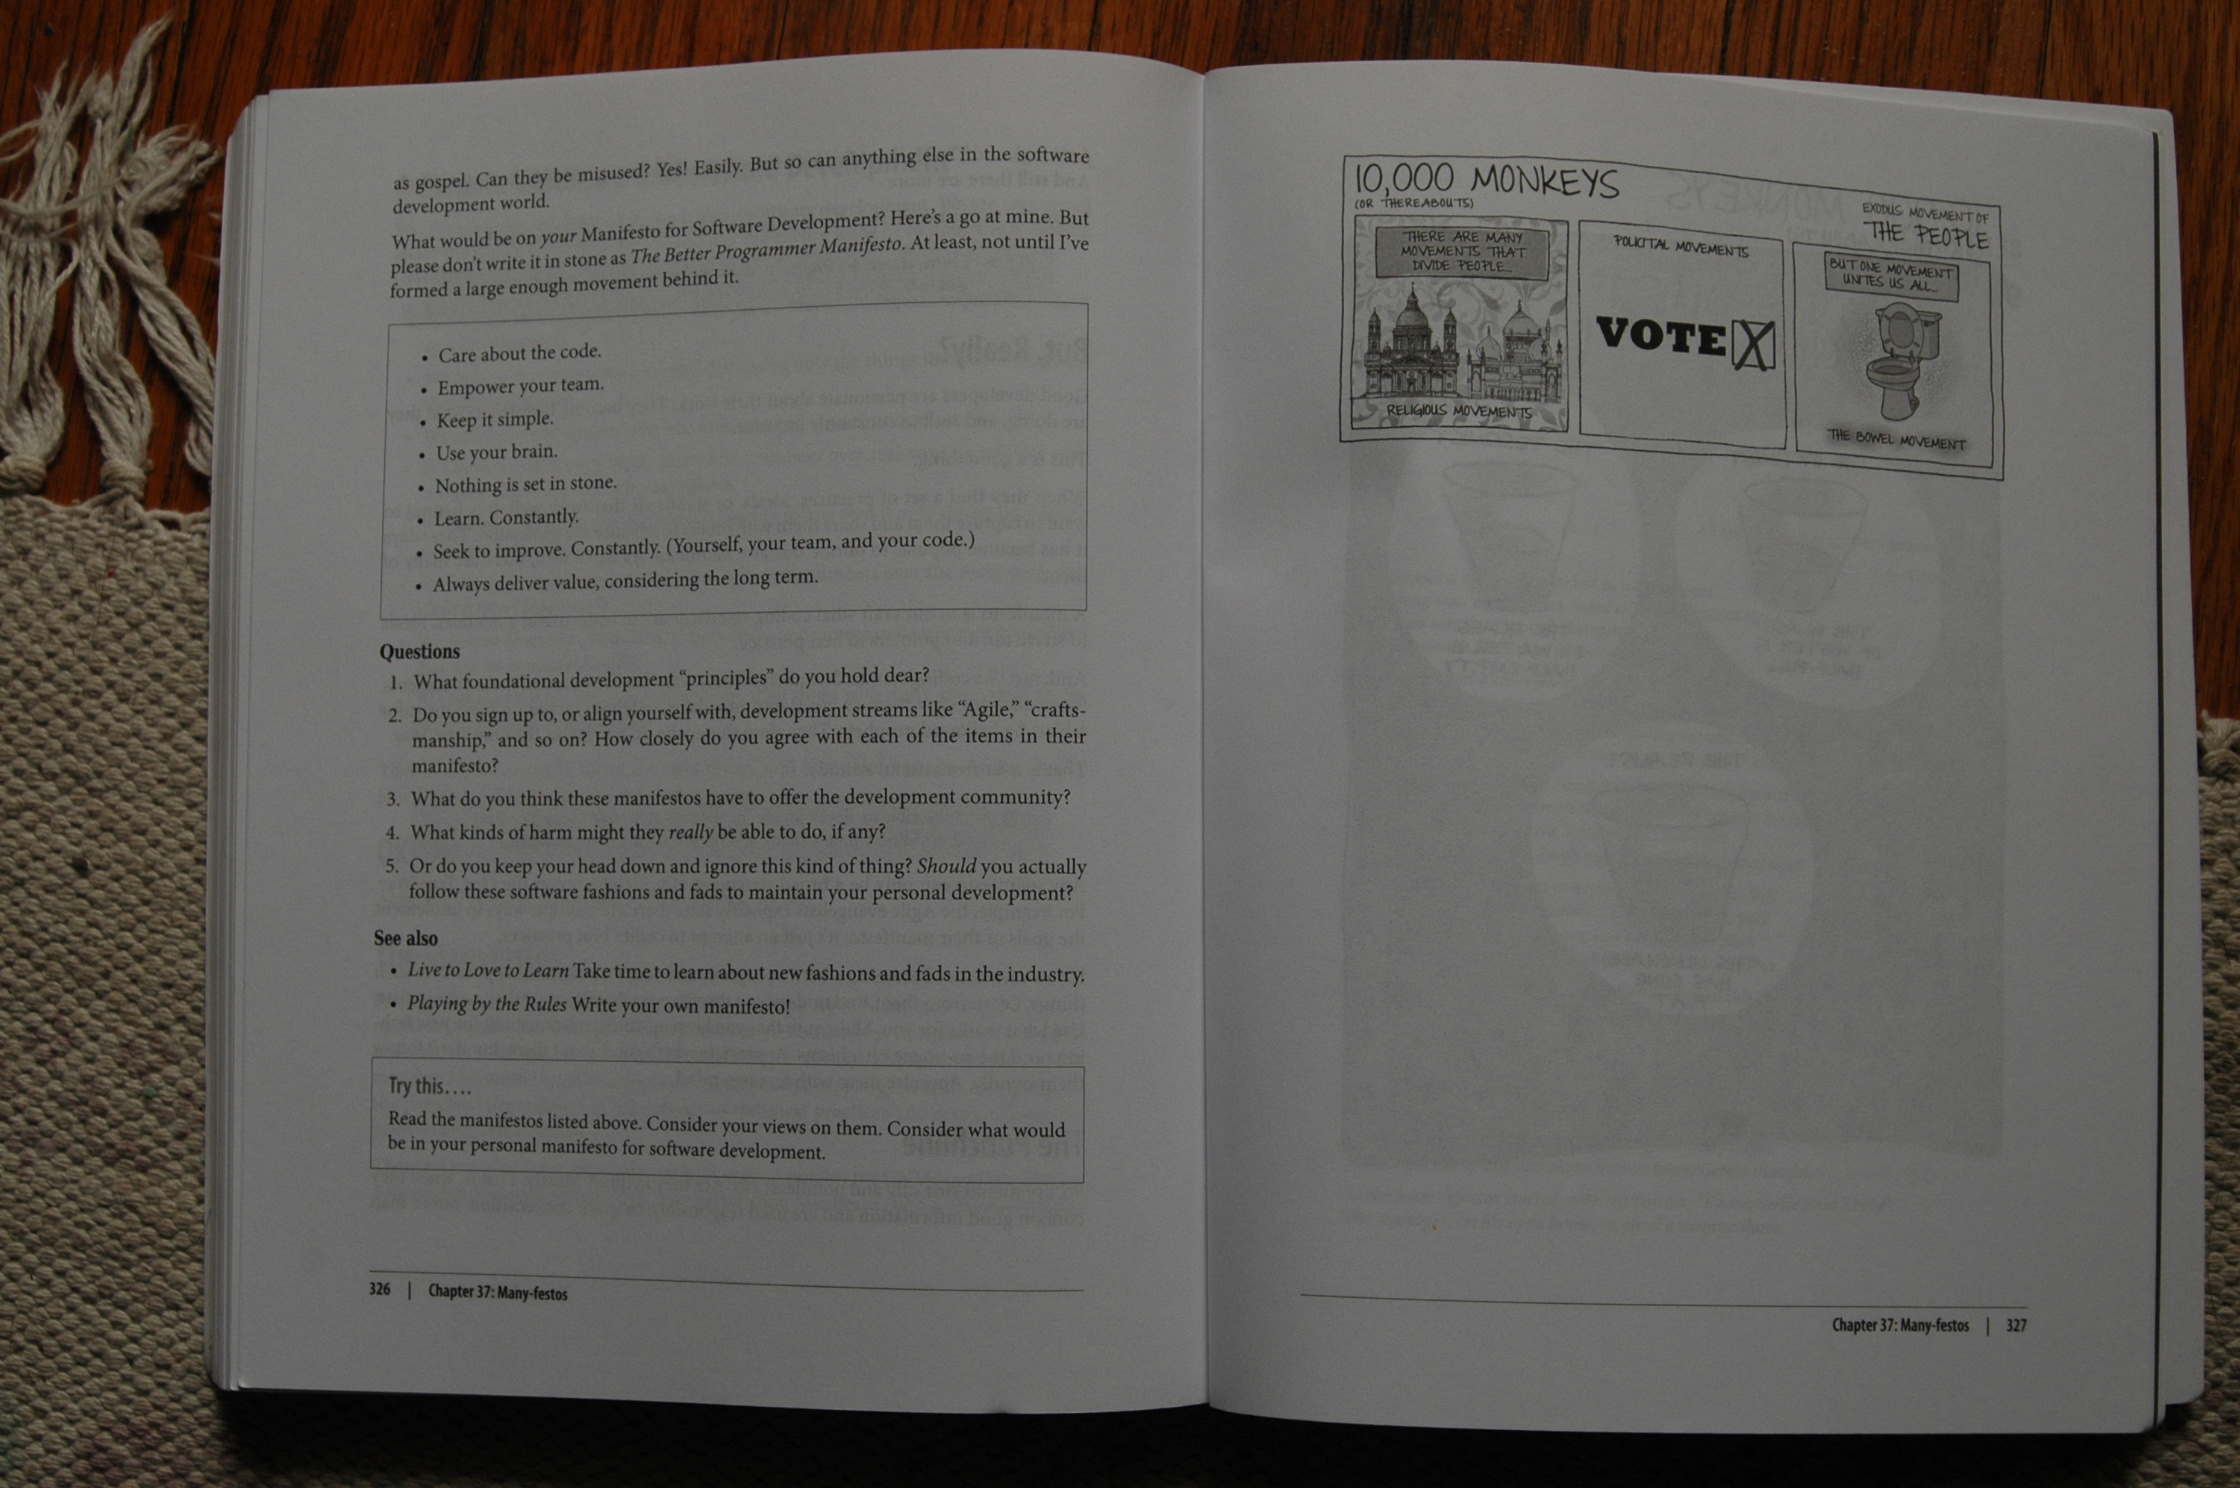 as gospel. Can they be misused? Yes! Easily. But so can anything else in the software
development world.
What would be on your Manifesto for Software Development? Here's a go at mine. But
please don't write it in stone as The Better Programmer Manifesto. At least, not until I've
formed a large enough movement behind it.
• Care about the code.
• Empower your team.
• Keep it simple.
• Use your brain.
• Nothing is set in stone.
• Learn. Constantly.
• Seek to improve. Constantly. (Yourself, your team, and your code.)
• Always deliver value, considering the long term.
Questions
1. What foundational development “principles” do you hold dear?
2. Do you sign up to, or align yourself with, development streams like “Agile,” “crafts-
manship,” and so on? How closely do you agree with each of the items in their
manifesto?
3. What do you think these manifestos have to offer the development community?
4. What kinds of harm might they really be able to do, if any?
5. Or do you keep your head down and ignore this kind of thing? Should you actually
follow these software fashions and fads to maintain your personal development?
See also
• Live to Love to Learn Take time to learn about new fashions and fads in the industry.
• Playing by the Rules Write your own manifesto!
Try this....
Read the manifestos listed above. Consider your views on them. Consider what would
be in your personal manifesto for software development.
326 | Chapter 37: Many-festos
10,000 MONKEYS
(OR THEREABOUTS)
EXODUS: MOVEMENT OF
THE PEOPLE
THERE ARE MANY
MOVEMENTS THAT
DIVIDE PEOPLE...
RELIGIOUS MOVEMENTS
POLICITAL MOVEMENTS
VOTE
BUT ONE MOVEMENT
UNITES US ALL...
THE BOWEL MOVEMENT
Chapter 37: Many-festos | 327